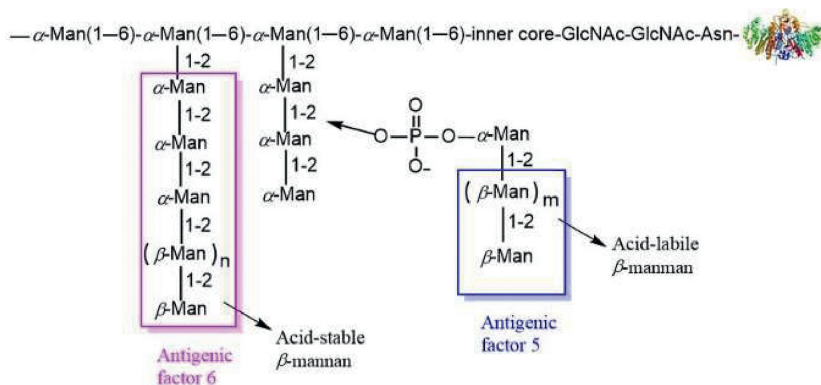 — α-Man(1–6)-α-Man(1–6)-α-Man(1–6)-α-Man(1–6)-inner core-GlcNAc-GlcNAc-Asn-
1-2 1-2
α-Man α-Man
1-2 1-2
α-Man α-Man
1-2 1-2
α-Man α-Man
1-2
(β-Man)n
1-2
β-Man
O
O—P—O—α-Man
O–
1-2
(β-Man)m
1-2
β-Man
Acid-labile
β-manman
Acid-stable
β-mannan
Antigenic
factor 5
Antigenic
factor 6